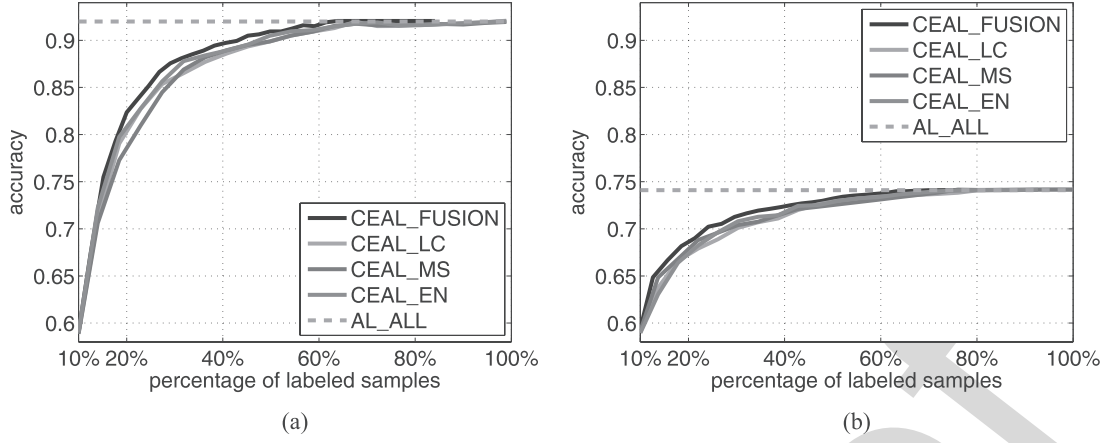 0.9
0.85
0.8
0.75
0.7
0.65
0.6
accuracy
CEAL_FUSION
CEAL_LC
CEAL_MS
CEAL_EN
AL_ALL
10% 20% 40% 60% 80% 100%
percentage of labeled samples
(a)
0.9
0.85
0.8
0.75
0.7
0.65
0.6
accuracy
CEAL_FUSION
CEAL_LC
CEAL_MS
CEAL_EN
AL_ALL
10% 20% 40% 60% 80% 100%
percentage of labeled samples
(b)